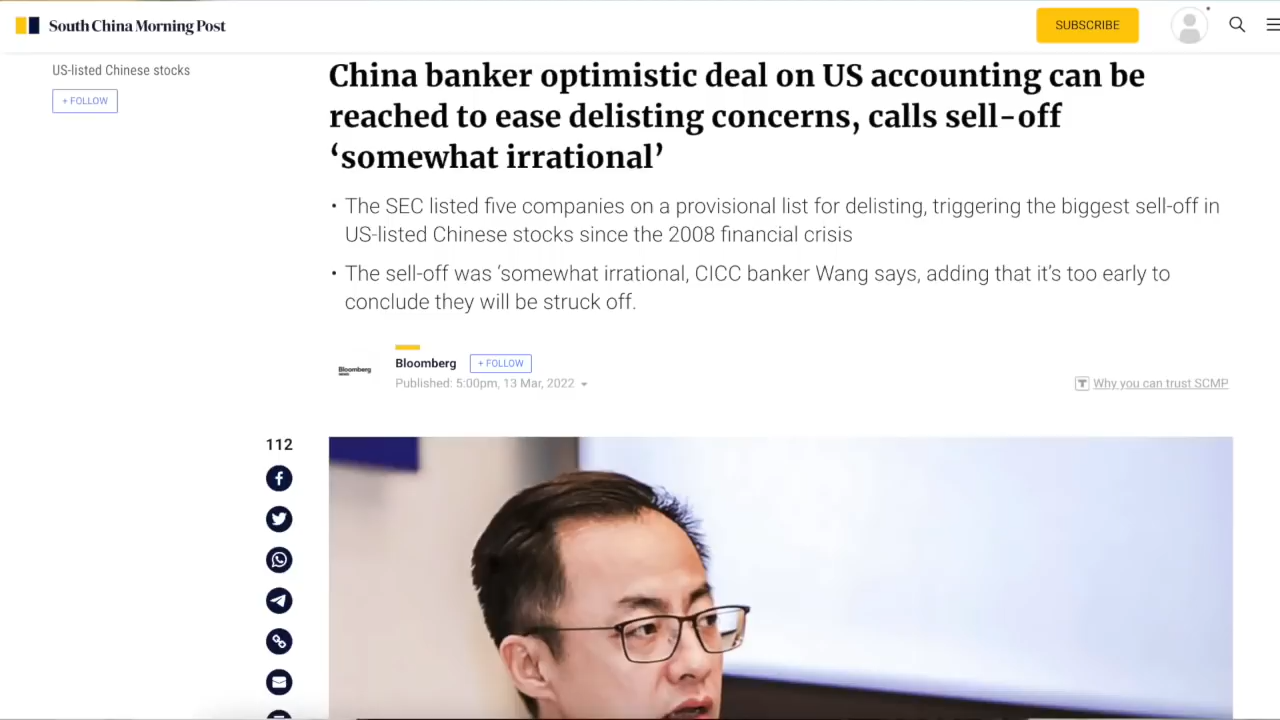 South China Morning Post
SUBSCRIBE
US-listed Chinese stocks
+ FOLLOW
China banker optimistic deal on US accounting can be
reached to ease delisting concerns, calls sell-off
‘somewhat irrational’
• The SEC listed five companies on a provisional list for delisting, triggering the biggest sell-off in
US-listed Chinese stocks since the 2008 financial crisis
• The sell-off was ‘somewhat irrational, CICC banker Wang says, adding that it’s too early to
conclude they will be struck off.
Bloomberg
Bloomberg + FOLLOW
Published: 5:00pm, 13 Mar, 2022
T Why you can trust SCMP
112